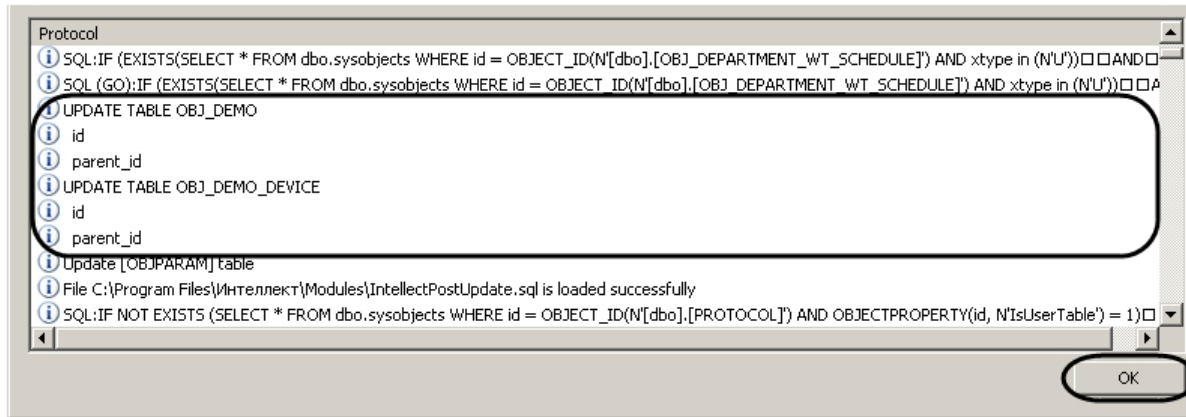 Protocol
SQL:IF (EXISTS(SELECT * FROM dbo.sysobjects WHERE id = OBJECT_ID(N'[dbo].[OBJ_DEPARTMENT_WT_SCHEDULE]') AND xtype in (N'U'))□□AND□
SQL (GO):IF (EXISTS(SELECT * FROM dbo.sysobjects WHERE id = OBJECT_ID(N'[dbo].[OBJ_DEPARTMENT_WT_SCHEDULE]') AND xtype in (N'U'))□□A
UPDATE TABLE OBJ_DEMO
id
parent_id
UPDATE TABLE OBJ_DEMO_DEVICE
id
parent_id
Update [OBJPARAM] table
File C:\Program Files\Интеллект\Modules\IntellectPostUpdate.sql is loaded successfully
SQL:IF NOT EXISTS (SELECT * FROM dbo.sysobjects WHERE id = OBJECT_ID(N'[dbo].[PROTOCOL]') AND OBJECTPROPERTY(id, N'IsUserTable') = 1)□
OK